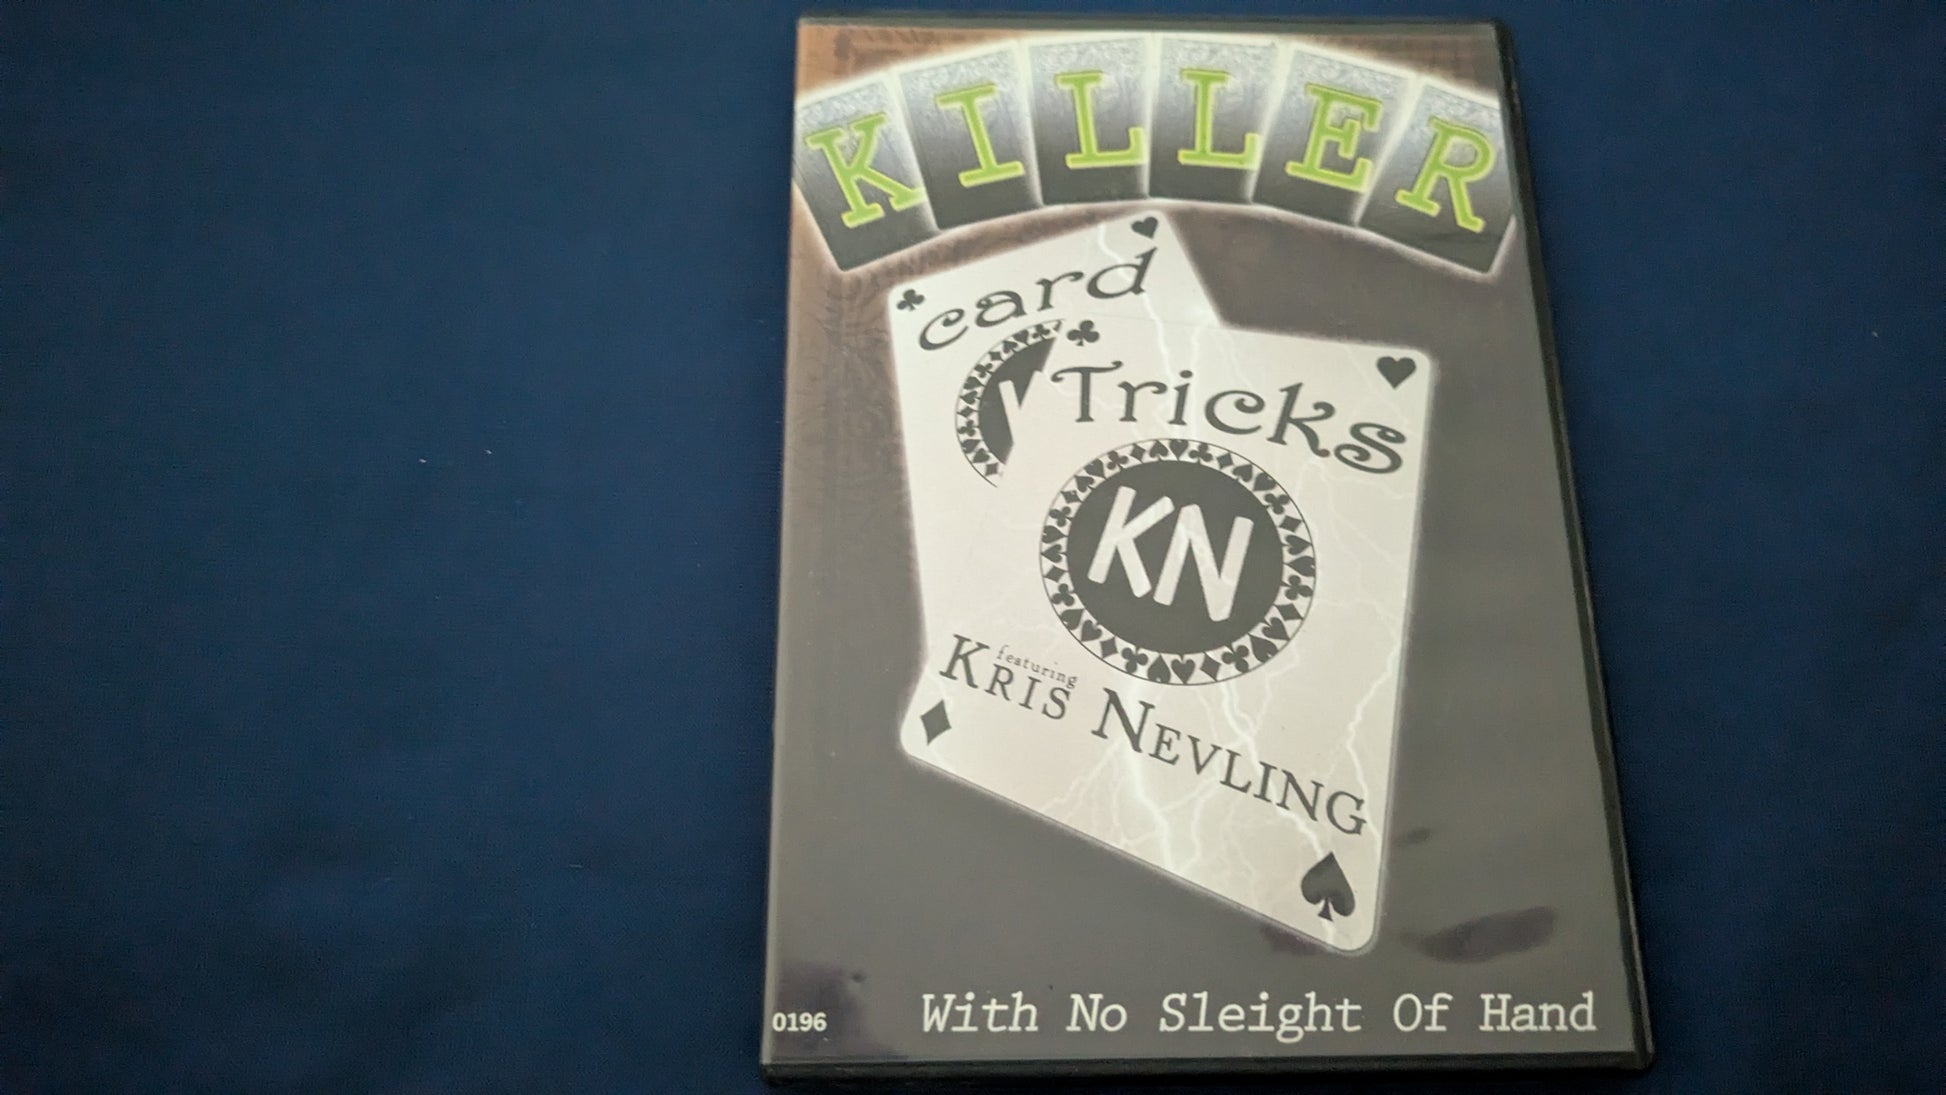 KILLER
card
Tricks
KN
featuring
KRIS NEVLING
With No Sleight Of Hand
0196